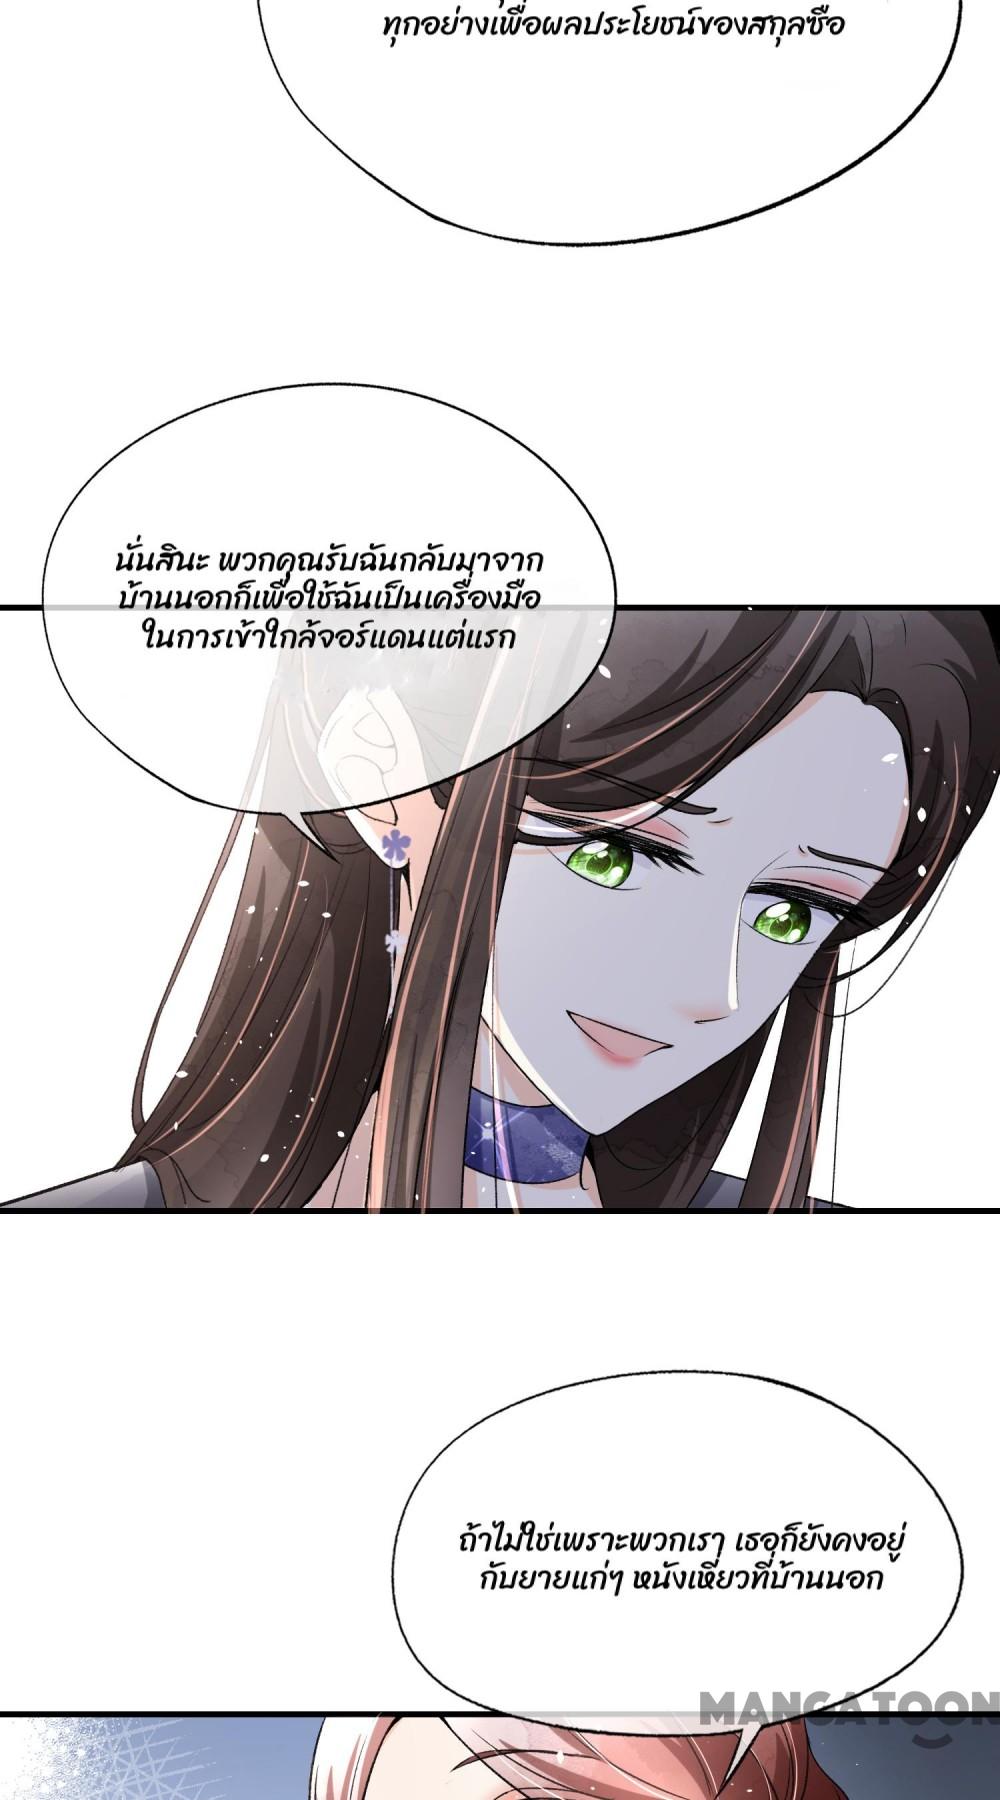 ทุกอย่างเพื่อผลประโยชน์ของสกุลซือ
นั่นสินะ พวกคุณรับฉันกลับมาจาก
บ้านนอกก็เพื่อใช้ฉันเป็นเครื่องมือ
ในการเข้าใกล้จอร์แดนแต่แรก
ถ้าไม่ใช่เพราะพวกเรา เธอก็ยังคงอยู่
กับยายแก่ๆ หนังเหี่ยวที่บ้านนอก
MANGATOON